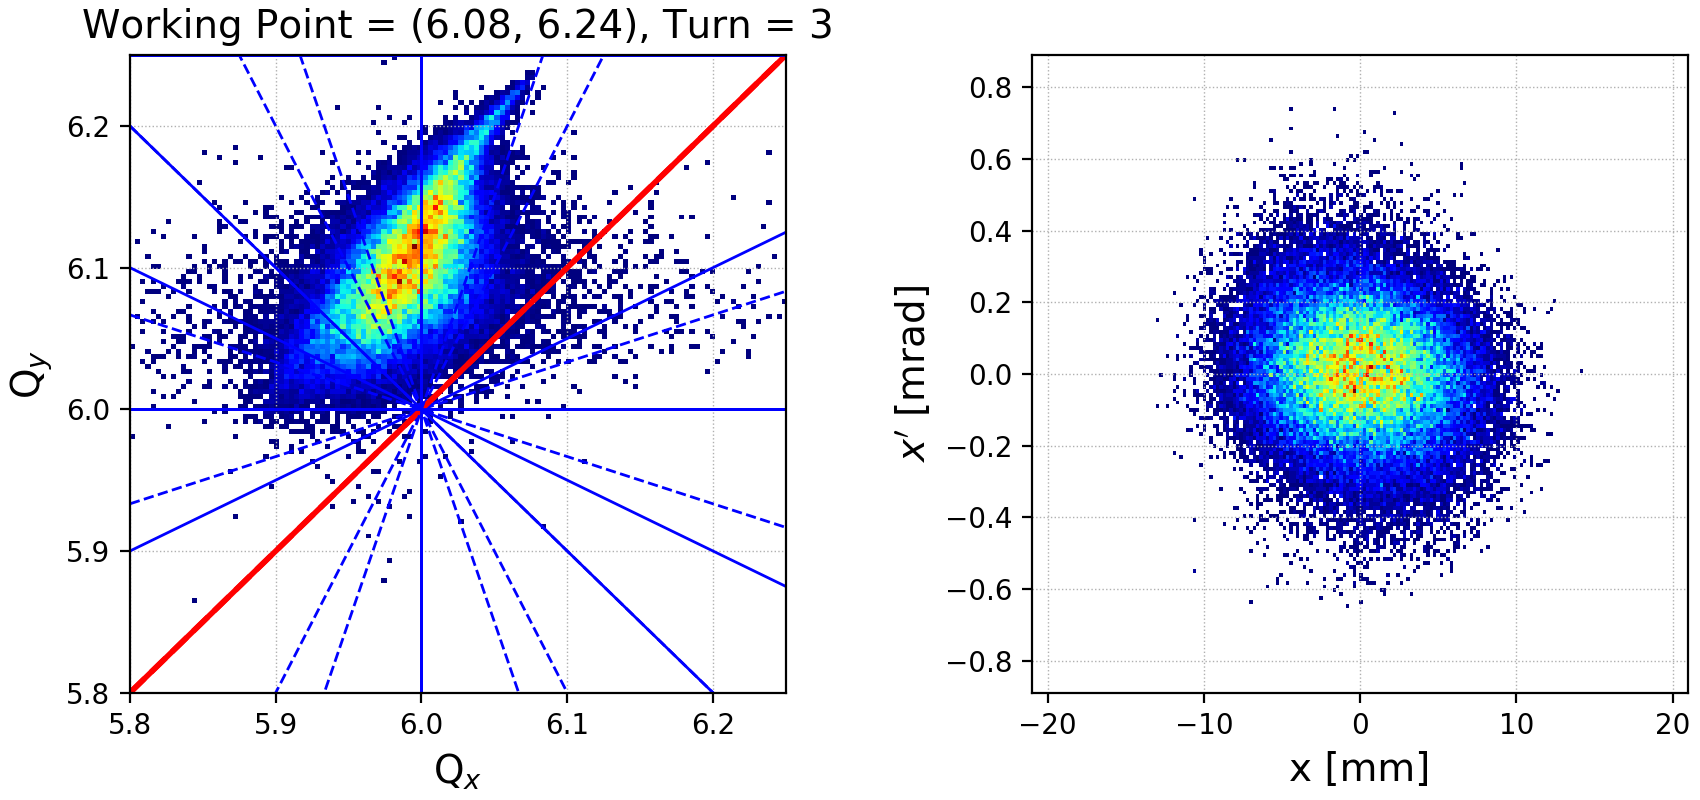 Working Point = (6.08, 6.24), Turn = 3
6.2
6.1
6.0
5.9
5.8
5.8 5.9 6.0 6.1 6.2
Qy
Qx
0.8
0.6
0.4
0.2
0.0
−0.2
−0.4
−0.6
−0.8
−20 −10 0 10 20
x′ [mrad]
x [mm]